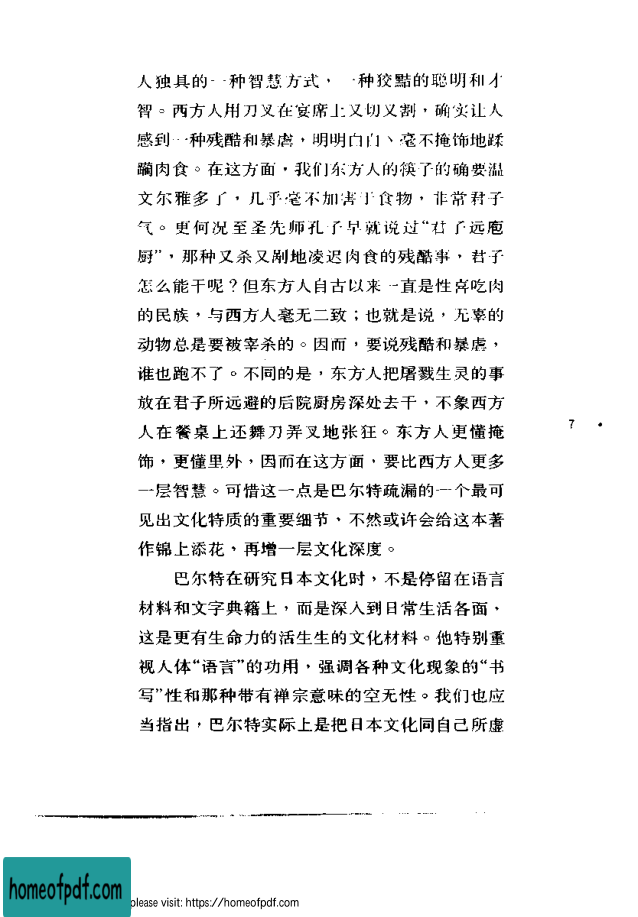 人独具的一种智慧方式，一种狡黠的聪明和才
智。西方人用刀叉在宴席上又切又割，确实让人
感到一种残酷和暴虐，明明白白、毫不掩饰地蹂
躏肉食。在这方面，我们东方人的筷子的确要温
文尔雅多了，几乎毫不加害于食物，非常君子
气。更何况至圣先师孔子早就说过“君子远庖
厨”，那种又杀又剐地凌迟肉食的残酷事，君子
怎么能干呢？但东方人自古以来一直是性喜吃肉
的民族，与西方人毫无二致；也就是说，无辜的
动物总是要被宰杀的。因而，要说残酷和暴虐，
谁也跑不了。不同的是，东方人把屠戮生灵的事
放在君子所远避的后院厨房深处去干，不象西方
人在餐桌上还舞刀弄叉地张狂。东方人更懂掩
饰，更懂里外，因而在这方面，要比西方人更多
一层智慧。可惜这一点是巴尔特疏漏的一个最可
见出文化特质的重要细节，不然或许会给这本著
作锦上添花，再增一层文化深度。
巴尔特在研究日本文化时，不是停留在语言
材料和文字典籍上，而是深入到日常生活各面，
这是更有生命力的活生生的文化材料。他特别重
视人体“语言”的功用，强调各种文化现象的“书
写”性和那种带有禅宗意味的空无性。我们也应
当指出，巴尔特实际上是把日本文化同自己所虚
7 •
homeofpdf.com
please visit: https://homeofpdf.com